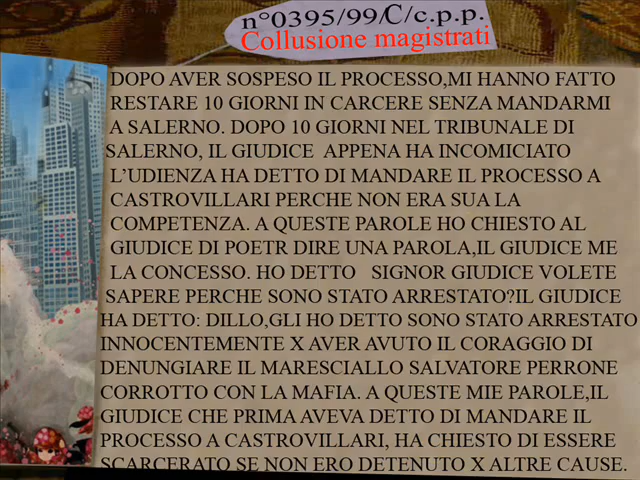 n°0395/99/C/c.p.p.
Collusione magistrati
DOPO AVER SOSPESO IL PROCESSO,MI HANNO FATTO
RESTARE 10 GIORNI IN CARCERE SENZA MANDARMI
A SALERNO. DOPO 10 GIORNI NEL TRIBUNALE DI
SALERNO, IL GIUDICE APPENA HA INCOMICIATO
L'UDIENZA HA DETTO DI MANDARE IL PROCESSO A
CASTROVILLARI PERCHE NON ERA SUA LA
COMPETENZA. A QUESTE PAROLE HO CHIESTO AL
GIUDICE DI POETR DIRE UNA PAROLA,IL GIUDICE ME
LA CONCESSO. HO DETTO SIGNOR GIUDICE VOLETE
SAPERE PERCHE SONO STATO ARRESTATO?IL GIUDICE
HA DETTO: DILLO,GLI HO DETTO SONO STATO ARRESTATO
INNOCENTEMENTE X AVER AVUTO IL CORAGGIO DI
DENUNGIARE IL MARESCIALLO SALVATORE PERRONE
CORROTTO CON LA MAFIA. A QUESTE MIE PAROLE,IL
GIUDICE CHE PRIMA AVEVA DETTO DI MANDARE IL
PROCESSO A CASTROVILLARI, HA CHIESTO DI ESSERE
SCARCERATO SE NON ERO DETENUTO X ALTRE CAUSE.